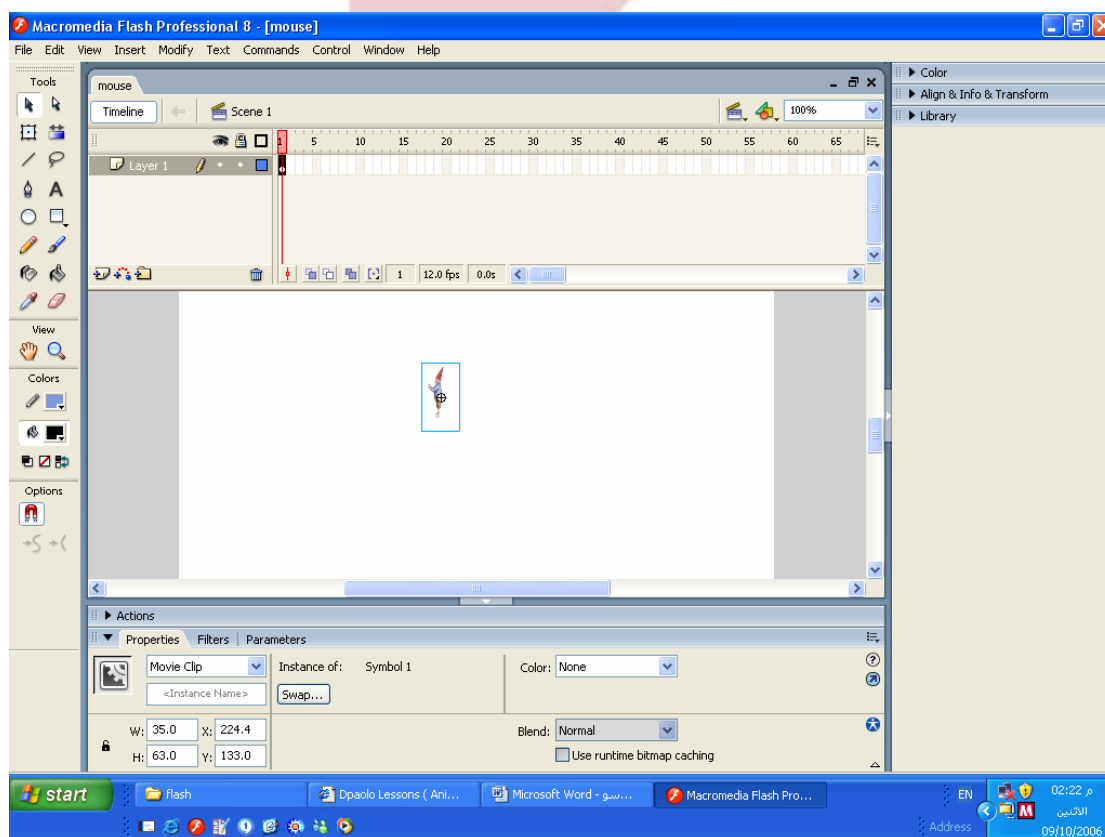 Macromedia Flash Professional 8 - [mouse]
File Edit View Insert Modify Text Commands Control Window Help
Tools
View
Colors
Options
mouse
Timeline
Scene 1
100%
1 5 10 15 20 25 30 35 40 45 50 55 60 65
Layer 1
1 12.0 fps 0.0s
Color
Align & Info & Transform
Library
Actions
Properties Filters Parameters
Movie Clip
Instance of: Symbol 1
Color: None
<Instance Name>
Swap...
W: 35.0 X: 224.4
Blend: Normal
H: 63.0 Y: 133.0
Use runtime bitmap caching
start
flash
Dpaolo Lessons ( Ani...
Microsoft Word - سو...
Macromedia Flash Pro...
EN
02:22 م
الاثنين
Address
09/10/2006